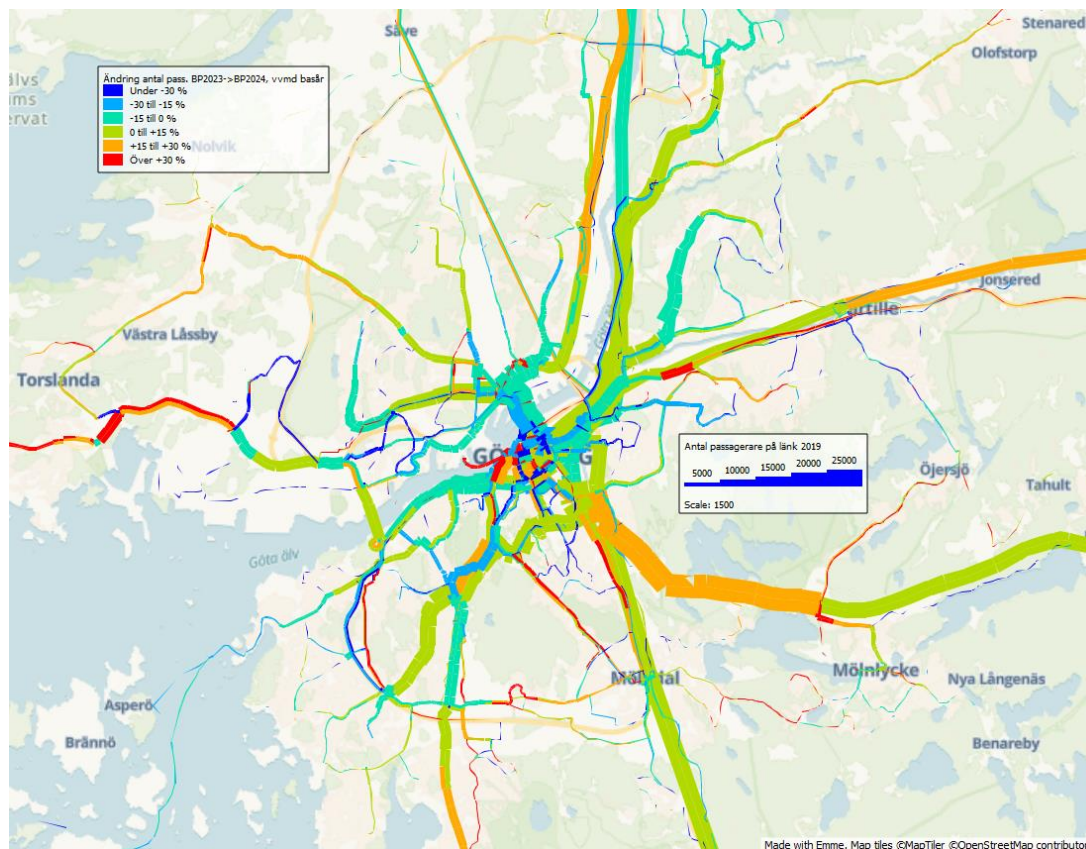 Stenared
Säve
Olofstorp
Ändring antal pass. BP2023->BP2024, vvmd basår
Under -30 %
-30 till -15 %
-15 till 0 %
0 till +15 %
+15 till +30 %
Över +30 %
Nolvik
Jonsered
Västra Låssby
Torslanda
Antal passagerare på länk 2019
5000 10000 15000 20000 25000
Scale: 1500
Öjersjö
Tahult
Göta älv
Mölnlycke
Nya Långenäs
Asperö
Brännö
Benareby
Made with Emme. Map tiles ©MapTiler ©OpenStreetMap contributo